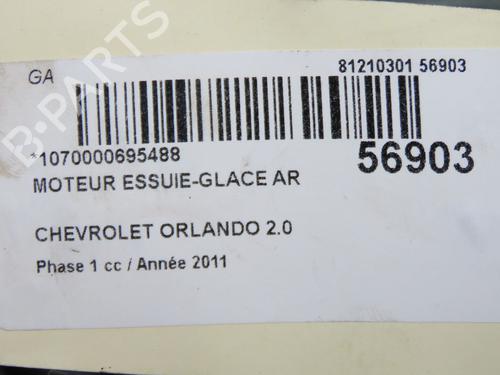 GA
81210301 56903
B-PARTS
*1070000695488
56903
MOTEUR ESSUIE-GLACE AR
CHEVROLET ORLANDO 2.0
Phase 1 cc / Année 2011